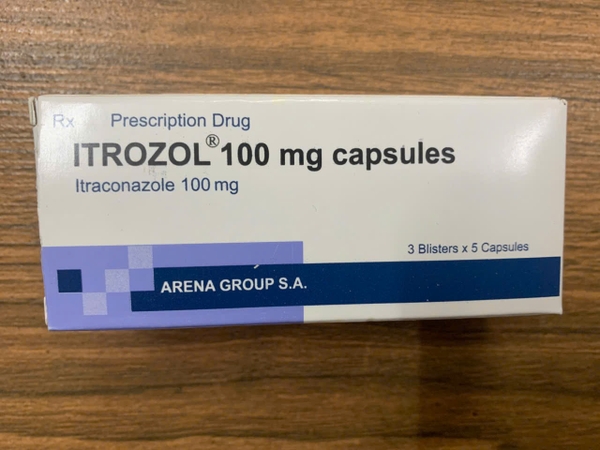 Rx Prescription Drug
ITROZOL® 100 mg capsules
Itraconazole 100 mg
3 Blisters x 5 Capsules
ARENA GROUP S.A.